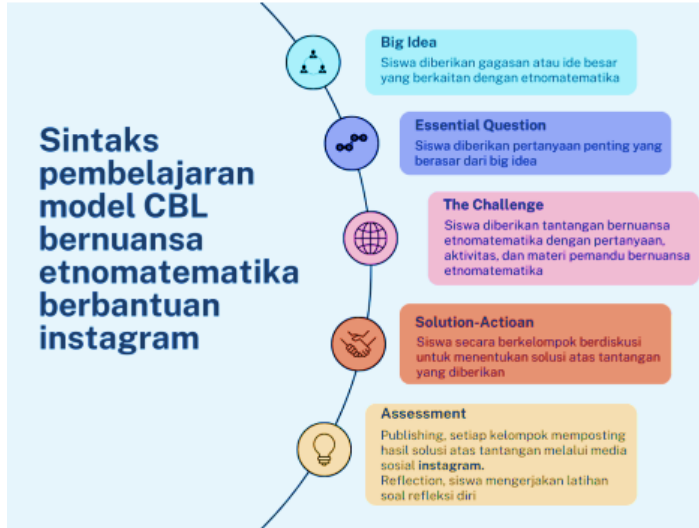 Sintaks
pembelajaran
model CBL
bernuansa
etnomatematika
berbantuan
instagram
Big Idea
Siswa diberikan gagasan atau ide besar
yang berkaitan dengan etnomatematika
Essential Question
Siswa diberikan pertanyaan penting yang
berasar dari big idea
The Challenge
Siswa diberikan tantangan bernuansa
etnomatematika dengan pertanyaan,
aktivitas, dan materi pemandu bernuansa
etnomatematika
Solution-Actioan
Siswa secara berkelompok berdiskusi
untuk menentukan solusi atas tantangan
yang diberikan
Assessment
Publishing, setiap kelompok memposting
hasil solusi atas tantangan melalui media
sosial instagram.
Reflection, siswa mengerjakan latihan
soal refleksi diri